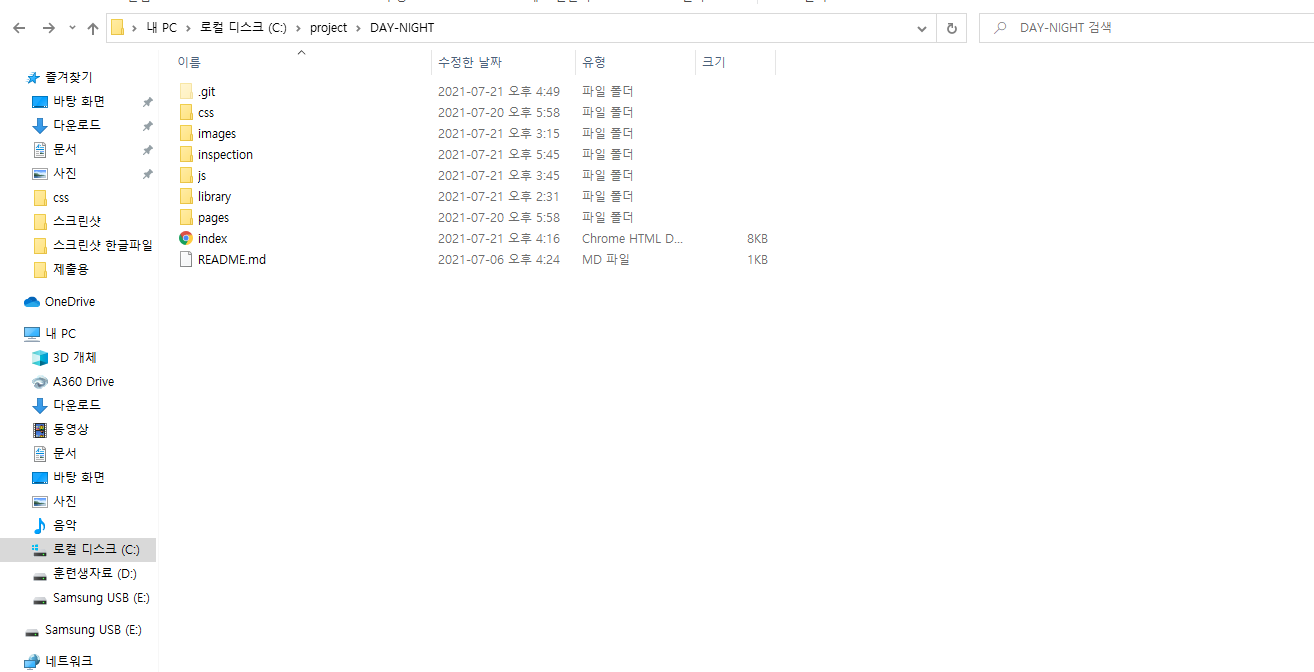 내 PC > 로컬 디스크 (C:) > project > DAY-NIGHT
DAY-NIGHT 검색
이름 수정한 날짜 유형 크기
.git 2021-07-21 오후 4:49 파일 폴더
css 2021-07-20 오후 5:58 파일 폴더
images 2021-07-21 오후 3:15 파일 폴더
inspection 2021-07-21 오후 5:45 파일 폴더
js 2021-07-21 오후 3:45 파일 폴더
library 2021-07-21 오후 2:31 파일 폴더
pages 2021-07-20 오후 5:58 파일 폴더
index 2021-07-21 오후 4:16 Chrome HTML D... 8KB
README.md 2021-07-06 오후 4:24 MD 파일 1KB
즐겨찾기
바탕 화면
다운로드
문서
사진
css
스크린샷
스크린샷 한글파일
제출용
OneDrive
내 PC
3D 개체
A360 Drive
다운로드
동영상
문서
바탕 화면
사진
음악
로컬 디스크 (C:)
훈련생자료 (D:)
Samsung USB (E:)
Samsung USB (E:)
네트워크